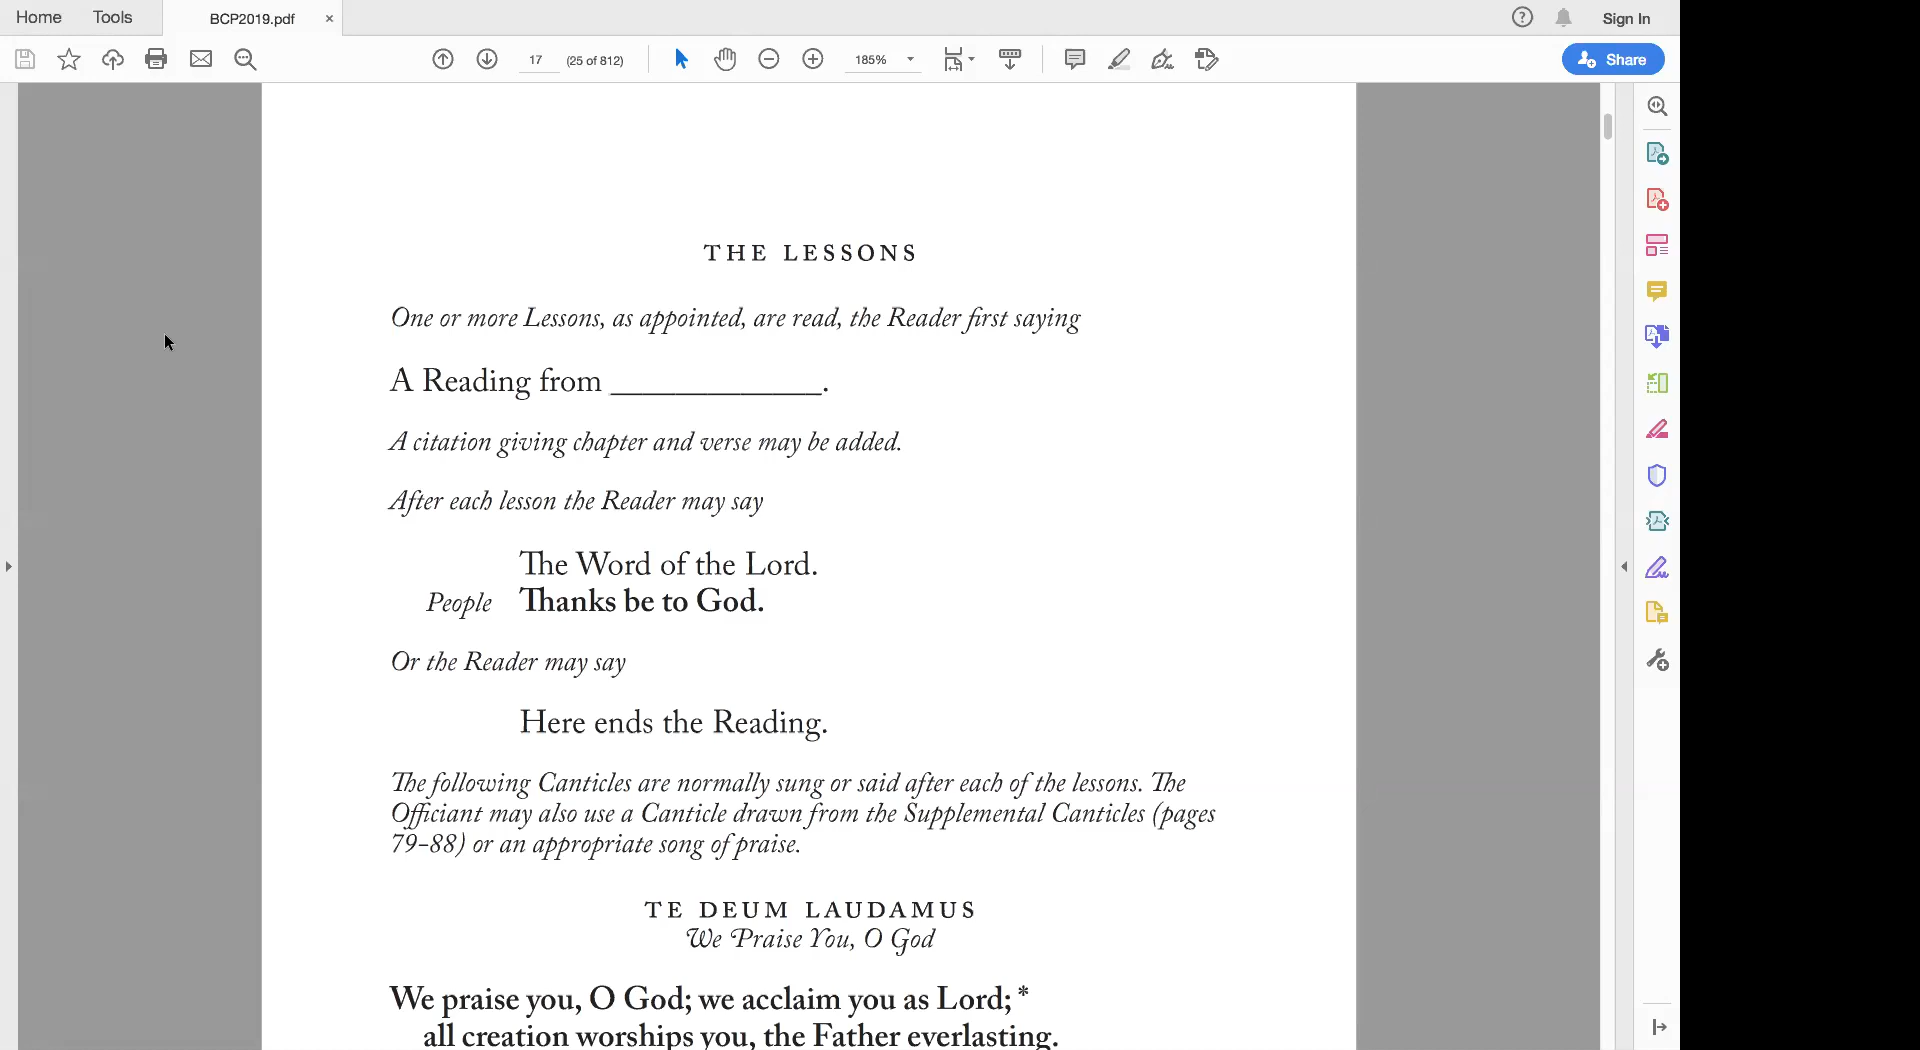 Home Tools BCP2019.pdf × Sign In
17 (25 of 812) 185% Share
THE LESSONS
One or more Lessons, as appointed, are read, the Reader first saying
A Reading from ______________.
A citation giving chapter and verse may be added.
After each lesson the Reader may say
The Word of the Lord.
People Thanks be to God.
Or the Reader may say
Here ends the Reading.
The following Canticles are normally sung or said after each of the lessons. The
Officiant may also use a Canticle drawn from the Supplemental Canticles (pages
79–88) or an appropriate song of praise.
TE DEUM LAUDAMUS
We Praise You, O God
We praise you, O God; we acclaim you as Lord; *
all creation worships you, the Father everlasting.